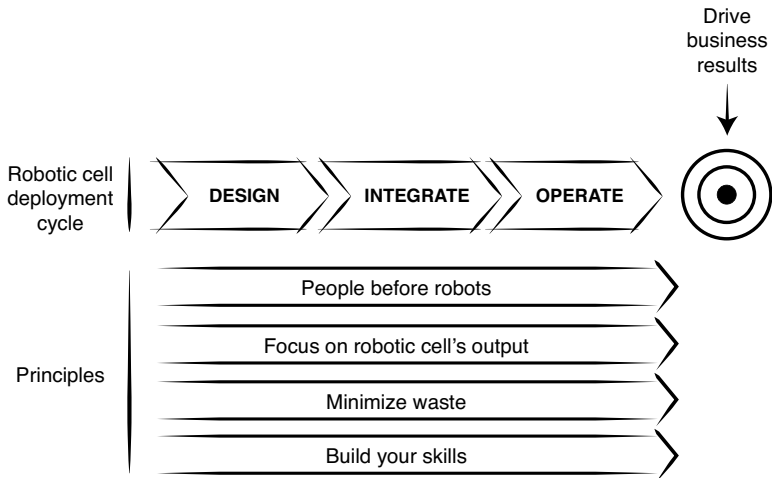 Drive
business
results
Robotic cell
deployment
cycle
DESIGN
INTEGRATE
OPERATE
Principles
People before robots
Focus on robotic cell's output
Minimize waste
Build your skills